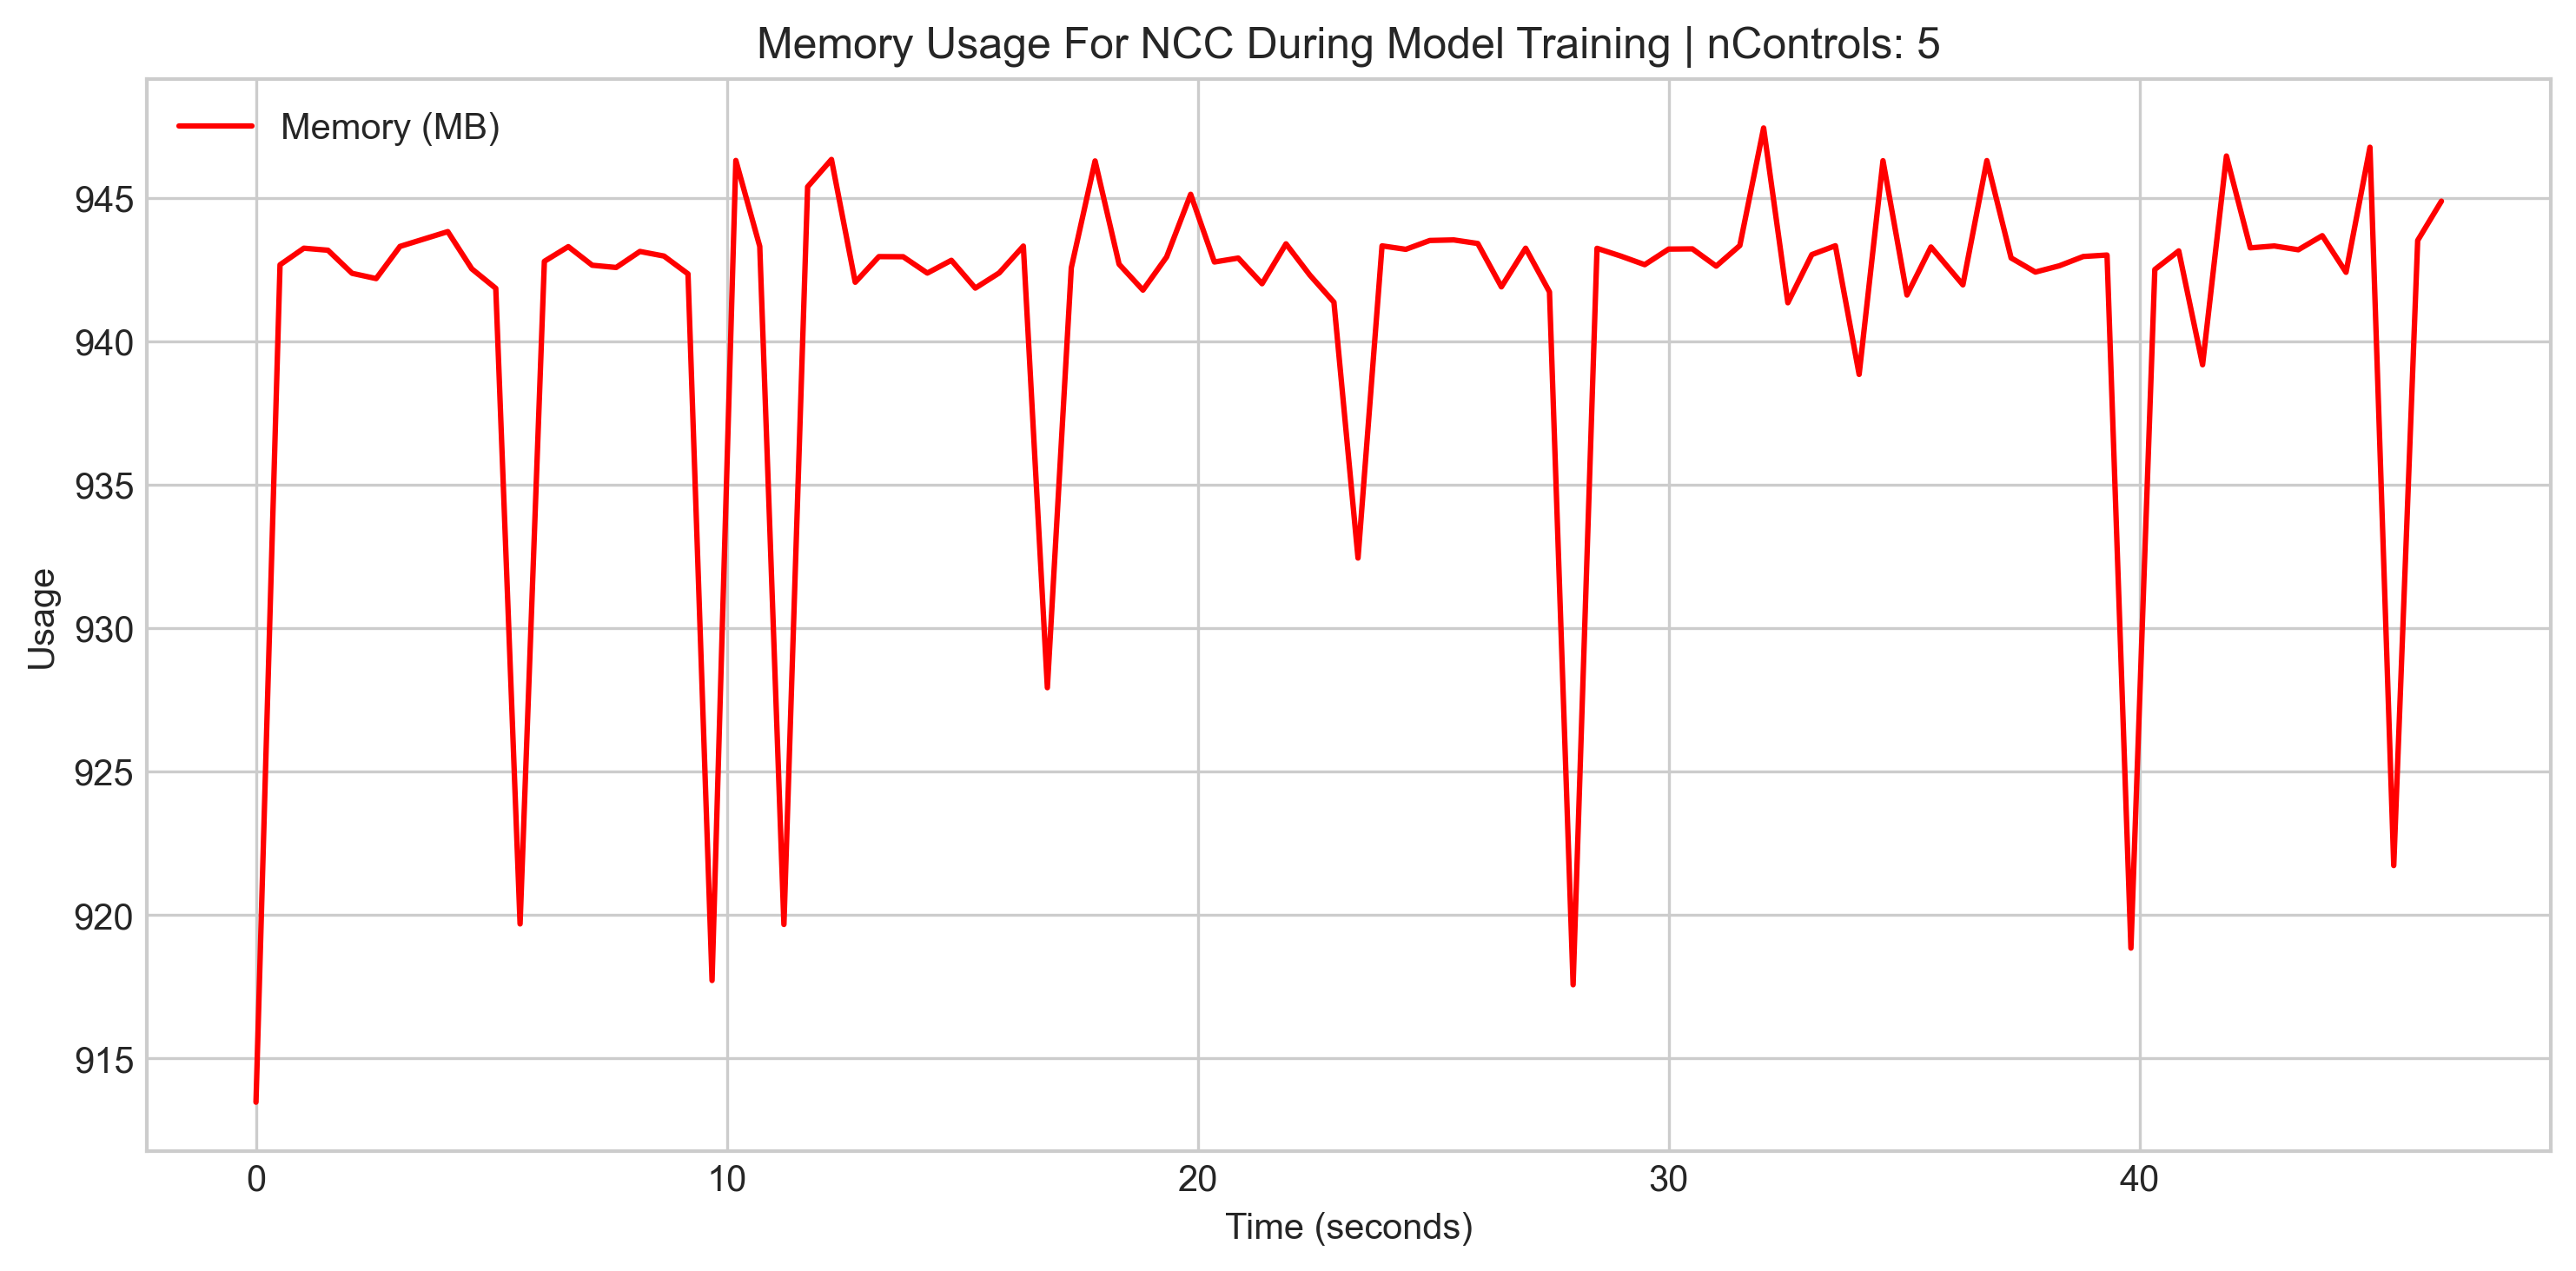 Memory Usage For NCC During Model Training | nControls: 5
Memory (MB)
945
940
935
930
925
920
915
Usage
0 10 20 30 40
Time (seconds)